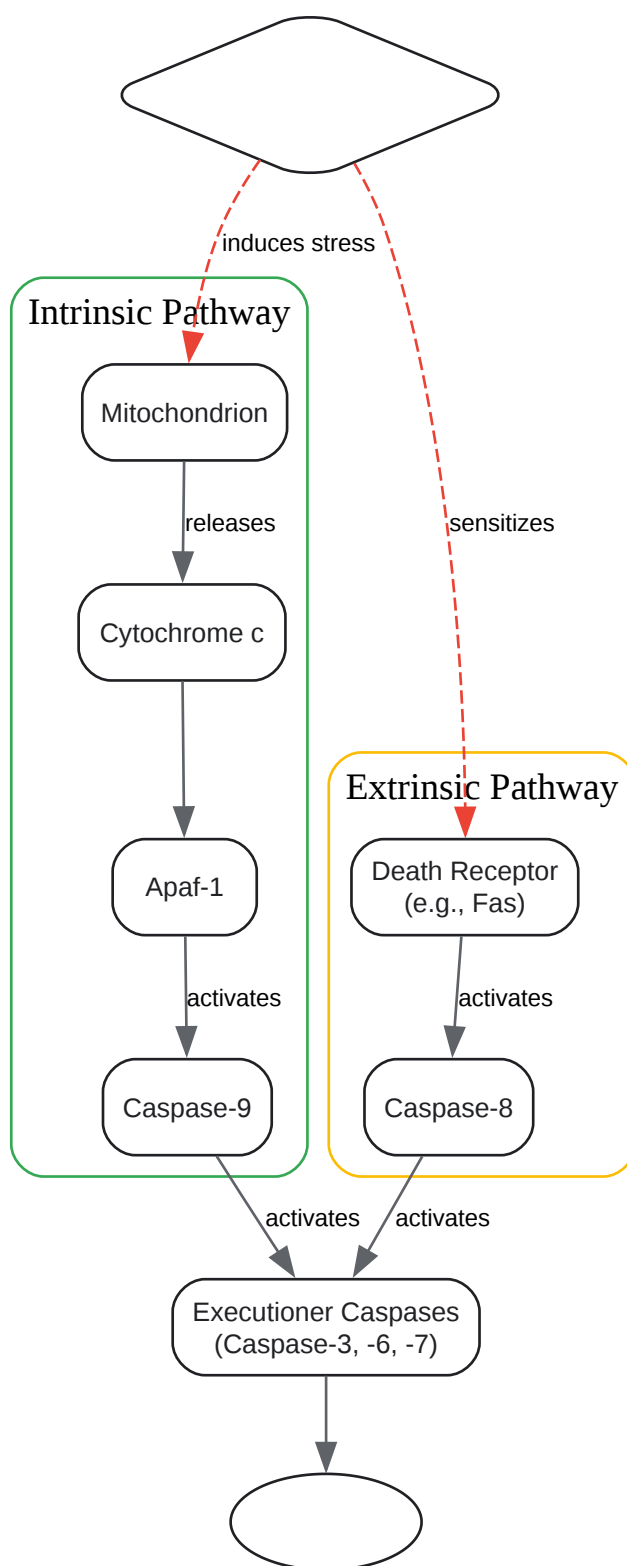 induces stress
Intrinsic Pathway
Mitochondrion
releases
sensitizes
Cytochrome c
Extrinsic Pathway
Apaf-1
Death Receptor
(e.g., Fas)
activates
activates
Caspase-9
Caspase-8
activates
activates
Executioner Caspases
(Caspase-3, -6, -7)